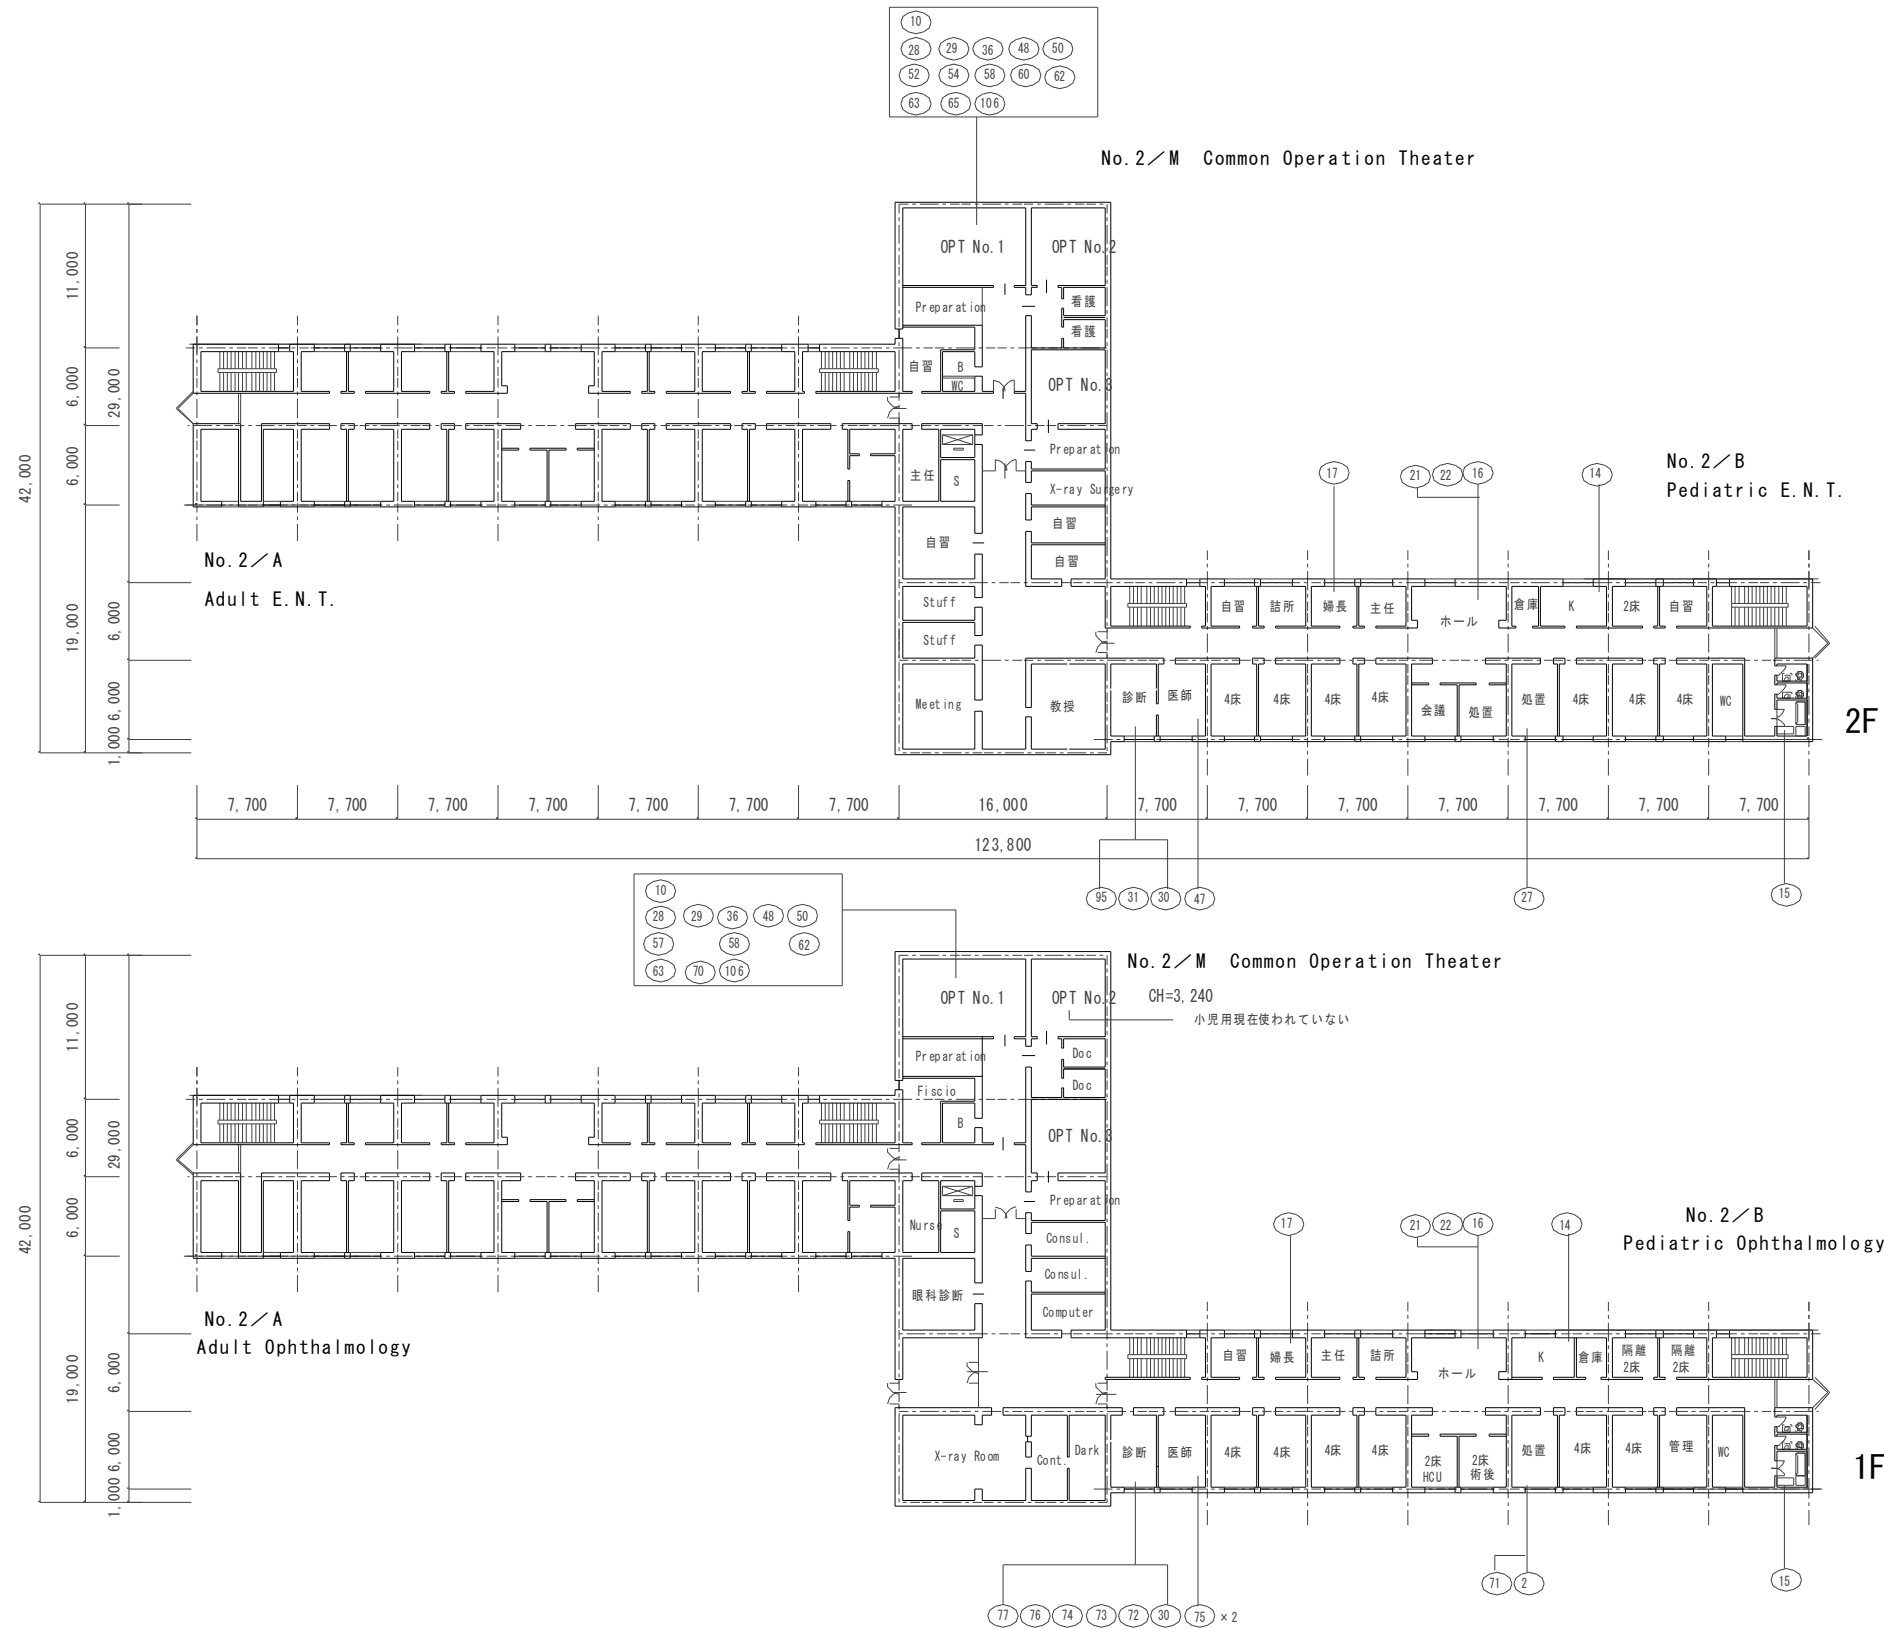 10
28 29 36 48 50
52 54 58 60 62
63 65 106
No.2／M Common Operation Theater
OPT No.1
OPT No.2
Preparation
看護
看護
自習
B
WC
OPT No.3
主任
S
Preparation
X-ray Surgery
自習
自習
自習
Stuff
Stuff
Meeting
教授
11,000
6,000
29,000
6,000
42,000
19,000
6,000
6,000
1,000
No.2／A
Adult E.N.T.
17
21 22 16
14
No.2／B
Pediatric E.N.T.
自習
詰所
婦長
主任
ホール
倉庫
K
2床
自習
診断
医師
4床
4床
4床
4床
会議
処置
処置
4床
4床
4床
WC
2F
7,700 7,700 7,700 7,700 7,700 7,700 7,700 16,000 7,700 7,700 7,700 7,700 7,700 7,700 7,700
123,800
95 31 30 47
27
15
10
28 29 36 48 50
57 58 62
63 70 106
No.2／M Common Operation Theater
CH=3,240
小児用現在使われていない
OPT No.1
OPT No.2
Preparation
Doc
Doc
Fiscio
B
OPT No.3
Nurse
S
Preparation
Consul.
Consul.
Computer
眼科診断
X-ray Room
Cont.
Dark
11,000
6,000
29,000
6,000
42,000
19,000
6,000
6,000
1,000
No.2／A
Adult Ophthalmology
17
21 22 16
14
No.2／B
Pediatric Ophthalmology
自習
婦長
主任
詰所
ホール
K
倉庫
隔離
2床
隔離
2床
診断
医師
4床
4床
4床
4床
2床
HCU
2床
術後
処置
4床
4床
管理
WC
1F
71 2
15
77 76 74 73 72 30 75 ×2